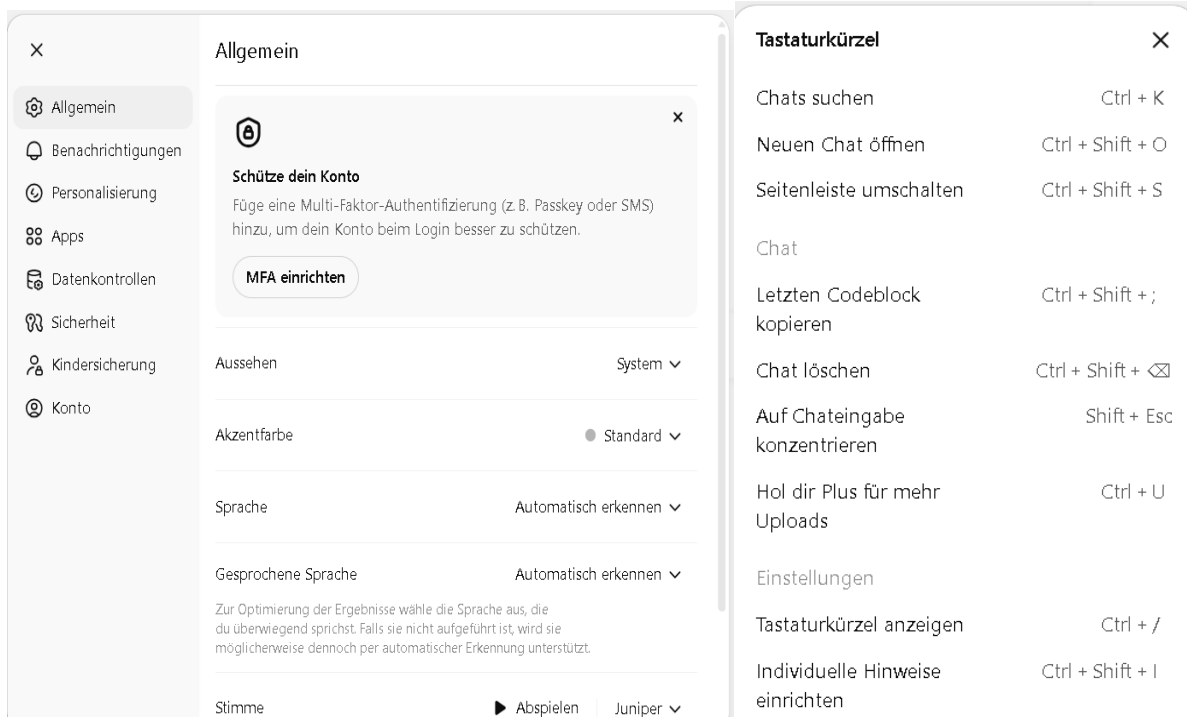 Allgemein
Allgemein
Benachrichtigungen
Personalisierung
Apps
Datenkontrollen
Sicherheit
Kindersicherung
Konto
Schütze dein Konto
Füge eine Multi-Faktor-Authentifizierung (z. B. Passkey oder SMS)
hinzu, um dein Konto beim Login besser zu schützen.
MFA einrichten
Aussehen System
Akzentfarbe Standard
Sprache Automatisch erkennen
Gesprochene Sprache Automatisch erkennen
Zur Optimierung der Ergebnisse wähle die Sprache aus, die
du überwiegend sprichst. Falls sie nicht aufgeführt ist, wird sie
möglicherweise dennoch per automatischer Erkennung unterstützt.
Stimme Abspielen Juniper
Tastaturkürzel
Chats suchen Ctrl + K
Neuen Chat öffnen Ctrl + Shift + O
Seitenleiste umschalten Ctrl + Shift + S
Chat
Letzten Codeblock Ctrl + Shift + ;
kopieren
Chat löschen Ctrl + Shift + ⌫
Auf Chateingabe Shift + Esc
konzentrieren
Hol dir Plus für mehr Ctrl + U
Uploads
Einstellungen
Tastaturkürzel anzeigen Ctrl + /
Individuelle Hinweise Ctrl + Shift + I
einrichten